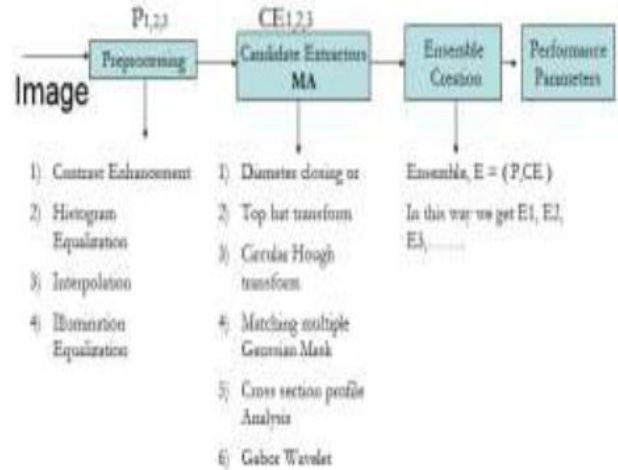 P1,2,3
CE1,2,3
Image
Preprocessing
Candidate Extractors
MA
Ensemble
Creation
Performance
Parameters
1) Contrast Enhancement
2) Histogram
Equalization
3) Interpolation
4) Illumination
Equalization
1) Diameter closing or
2) Top hat transform
3) Circular Hough
transform
4) Matching multiple
Gaussian Mask
5) Cross section profile
Analysis
6) Gabor Wavelet
Ensemble, E = ( P,CE )
In this way we get E1, E2,
E3,........